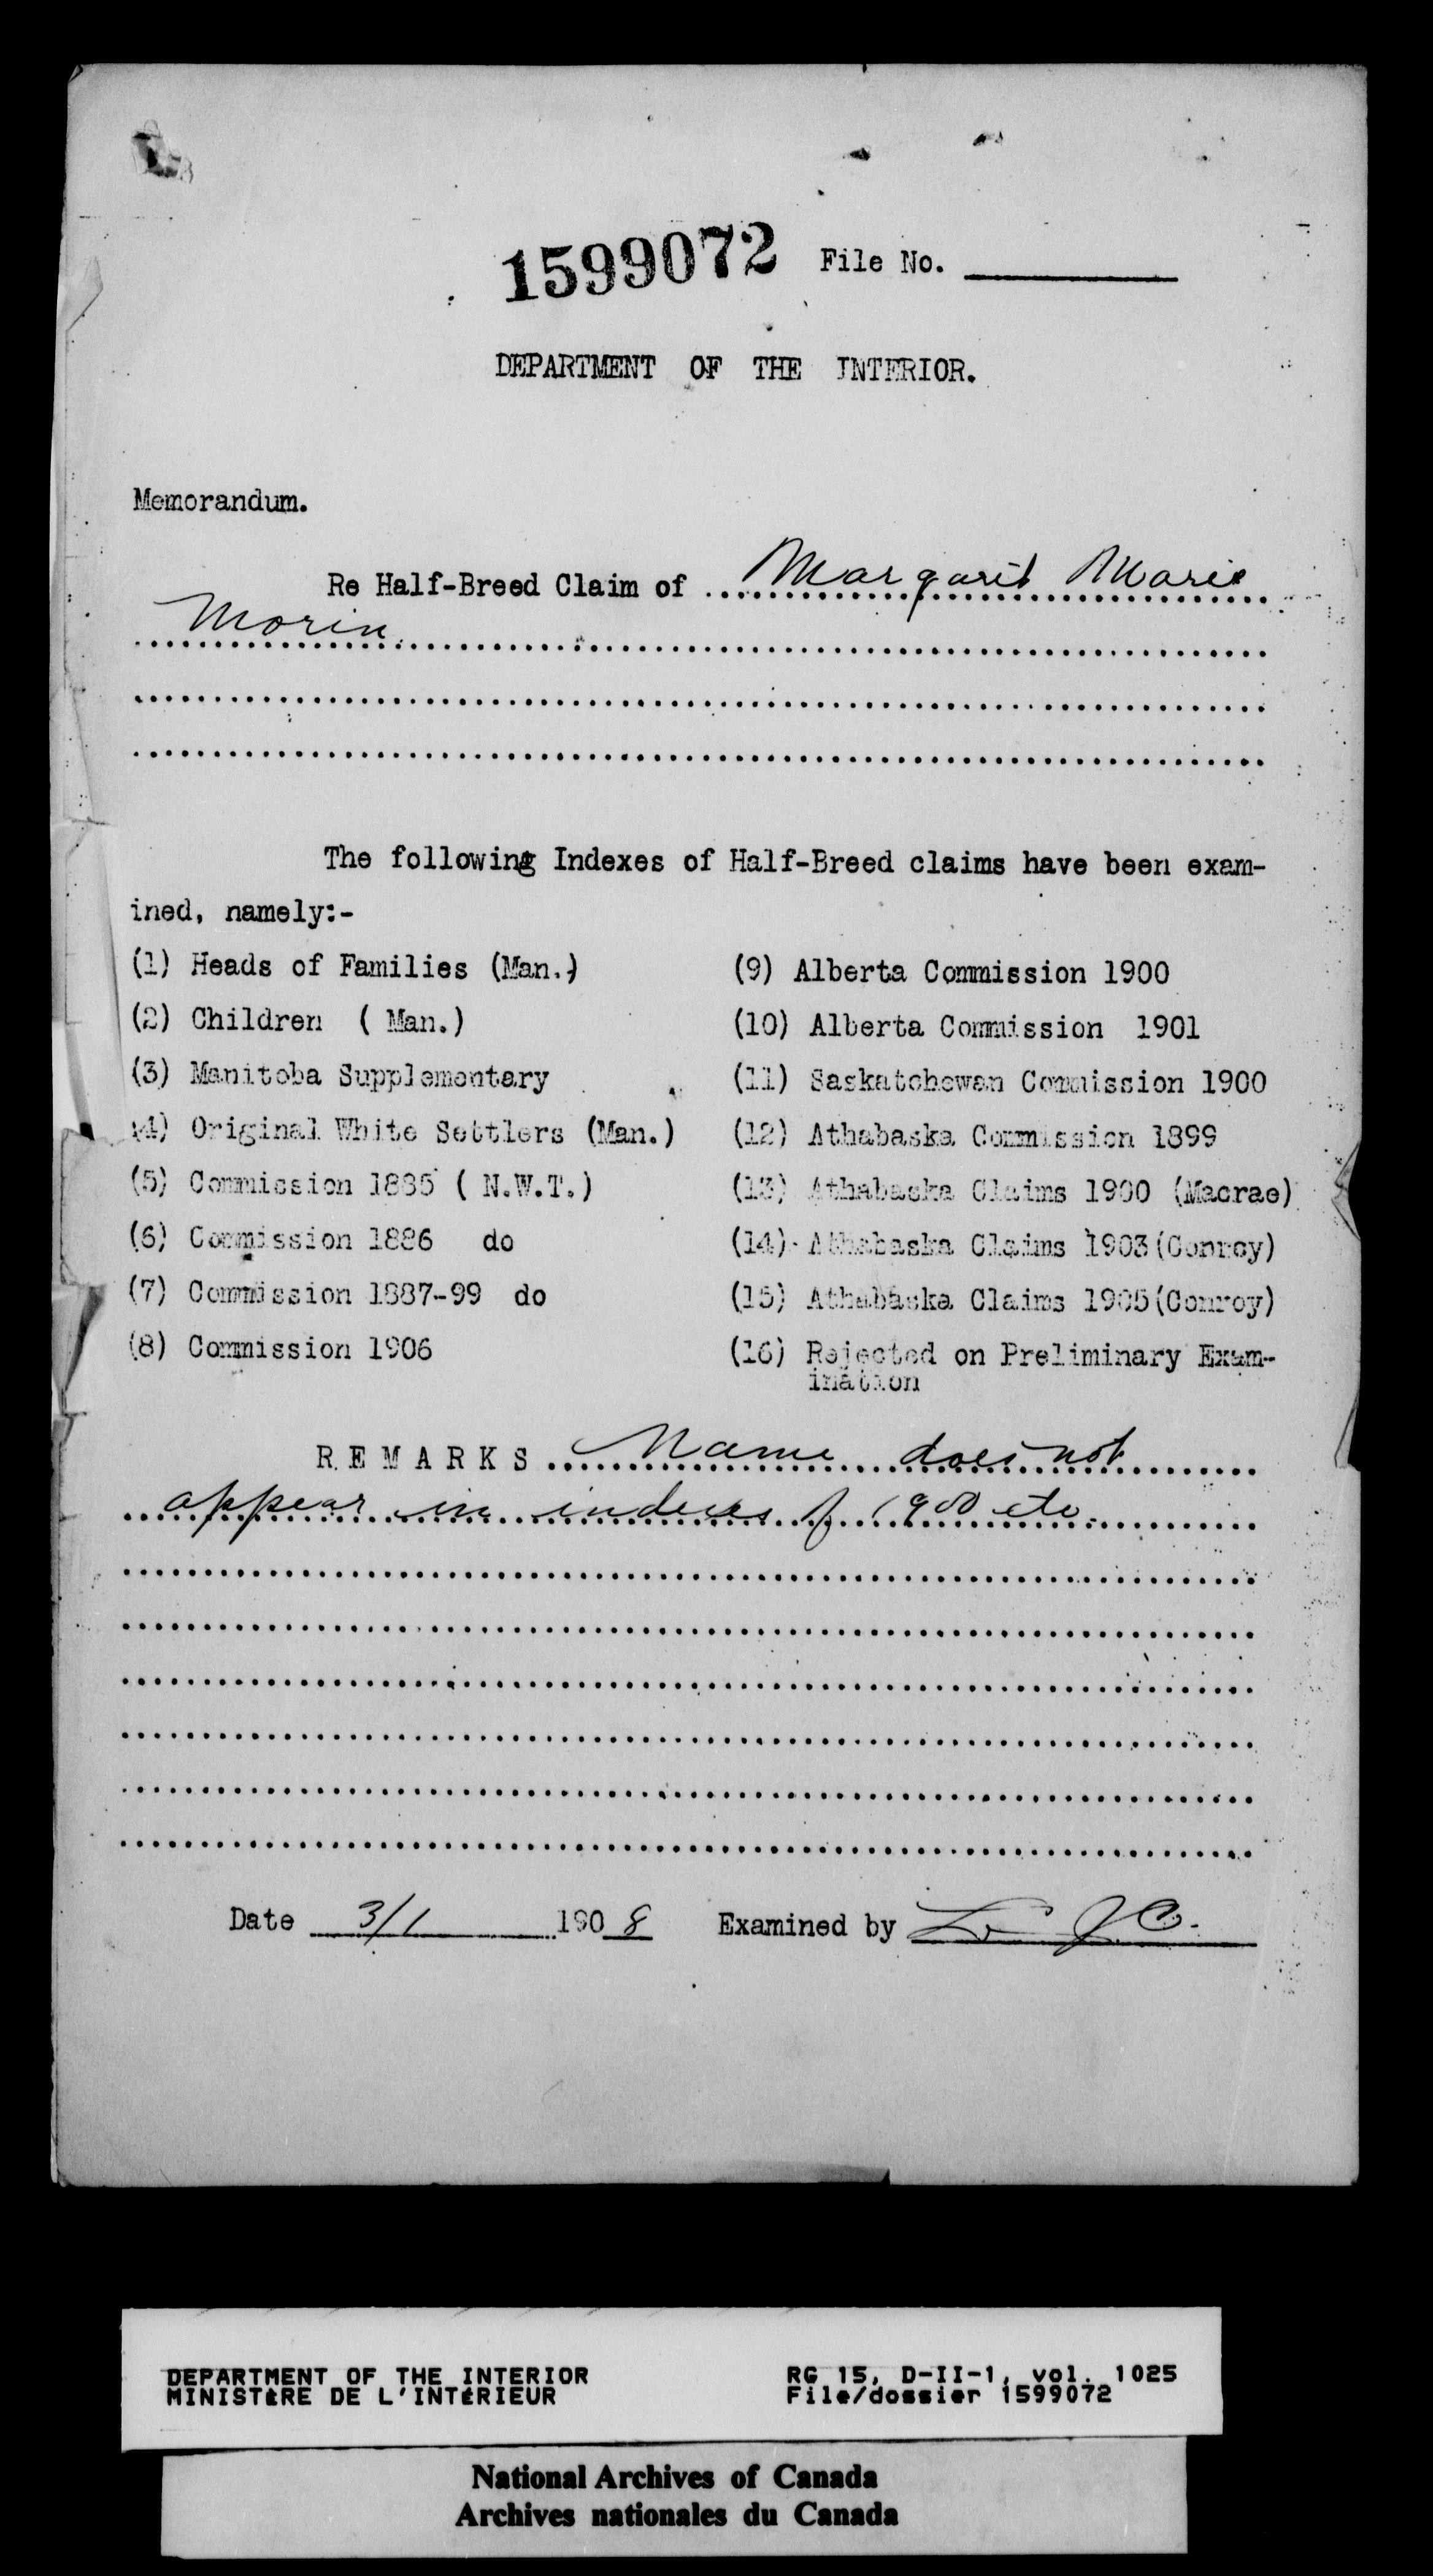 1599072 File No.
DEPARTMENT OF THE INTERIOR.
Memorandum.
Re Half-Breed Claim of Margarit Marie
Morin
The following Indexes of Half-Breed claims have been exam-
ined, namely:-
(1) Heads of Families (Man.)
(2) Children ( Man.)
(3) Manitoba Supplementary
(4) Original White Settlers (Man.)
(5) Commission 1885 ( N.W.T.)
(6) Commission 1886 do
(7) Commission 1887-99 do
(8) Commission 1906
(9) Alberta Commission 1900
(10) Alberta Commission 1901
(11) Saskatchewan Commission 1900
(12) Athabaska Commission 1899
(13) Athabaska Claims 1900 (Macrae)
(14) Athabaska Claims 1903 (Conroy)
(15) Athabaska Claims 1905 (Conroy)
(16) Rejected on Preliminary Exam-
ination
REMARKS Name does not
appear in indexes of 1900 etc.
Date 3/1 1908 Examined by
DEPARTMENT OF THE INTERIOR
MINISTÈRE DE L'INTÉRIEUR
RG 15, D-II-1, vol. 1025
File/dossier 1599072
National Archives of Canada
Archives nationales du Canada